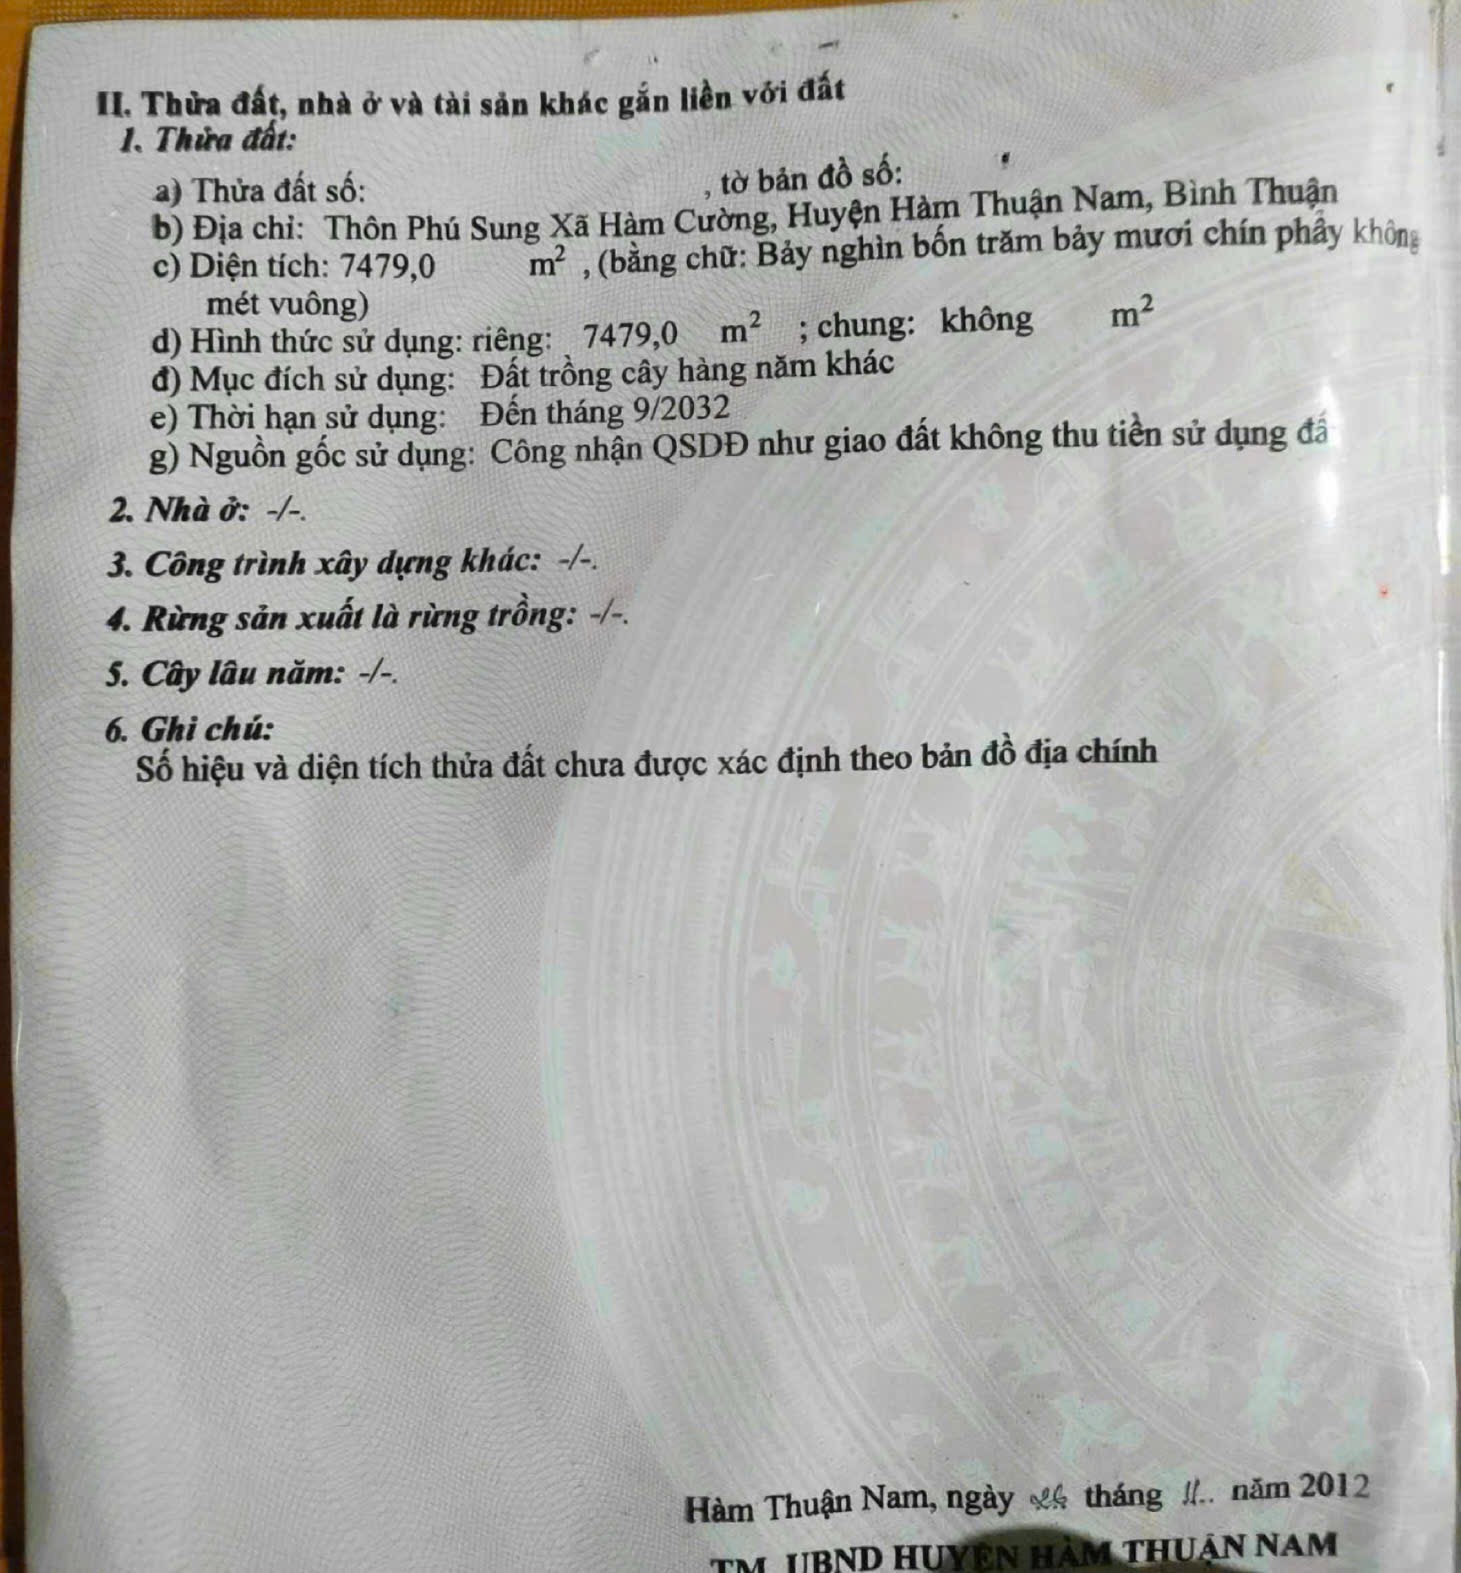 II. Thửa đất, nhà ở và tài sản khác gắn liền với đất
1. Thửa đất:
a) Thửa đất số: , tờ bản đồ số:
b) Địa chỉ: Thôn Phú Sung Xã Hàm Cường, Huyện Hàm Thuận Nam, Bình Thuận
c) Diện tích: 7479,0 m² , (bằng chữ: Bảy nghìn bốn trăm bảy mươi chín phẩy không
mét vuông)
d) Hình thức sử dụng: riêng: 7479,0 m² ; chung: không m²
đ) Mục đích sử dụng: Đất trồng cây hàng năm khác
e) Thời hạn sử dụng: Đến tháng 9/2032
g) Nguồn gốc sử dụng: Công nhận QSDĐ như giao đất không thu tiền sử dụng đấ
2. Nhà ở: -/-.
3. Công trình xây dựng khác: -/-.
4. Rừng sản xuất là rừng trồng: -/-.
5. Cây lâu năm: -/-.
6. Ghi chú:
Số hiệu và diện tích thửa đất chưa được xác định theo bản đồ địa chính
Hàm Thuận Nam, ngày tháng 11.. năm 2012
TM. UBND HUYỆN HÀM THUẬN NAM